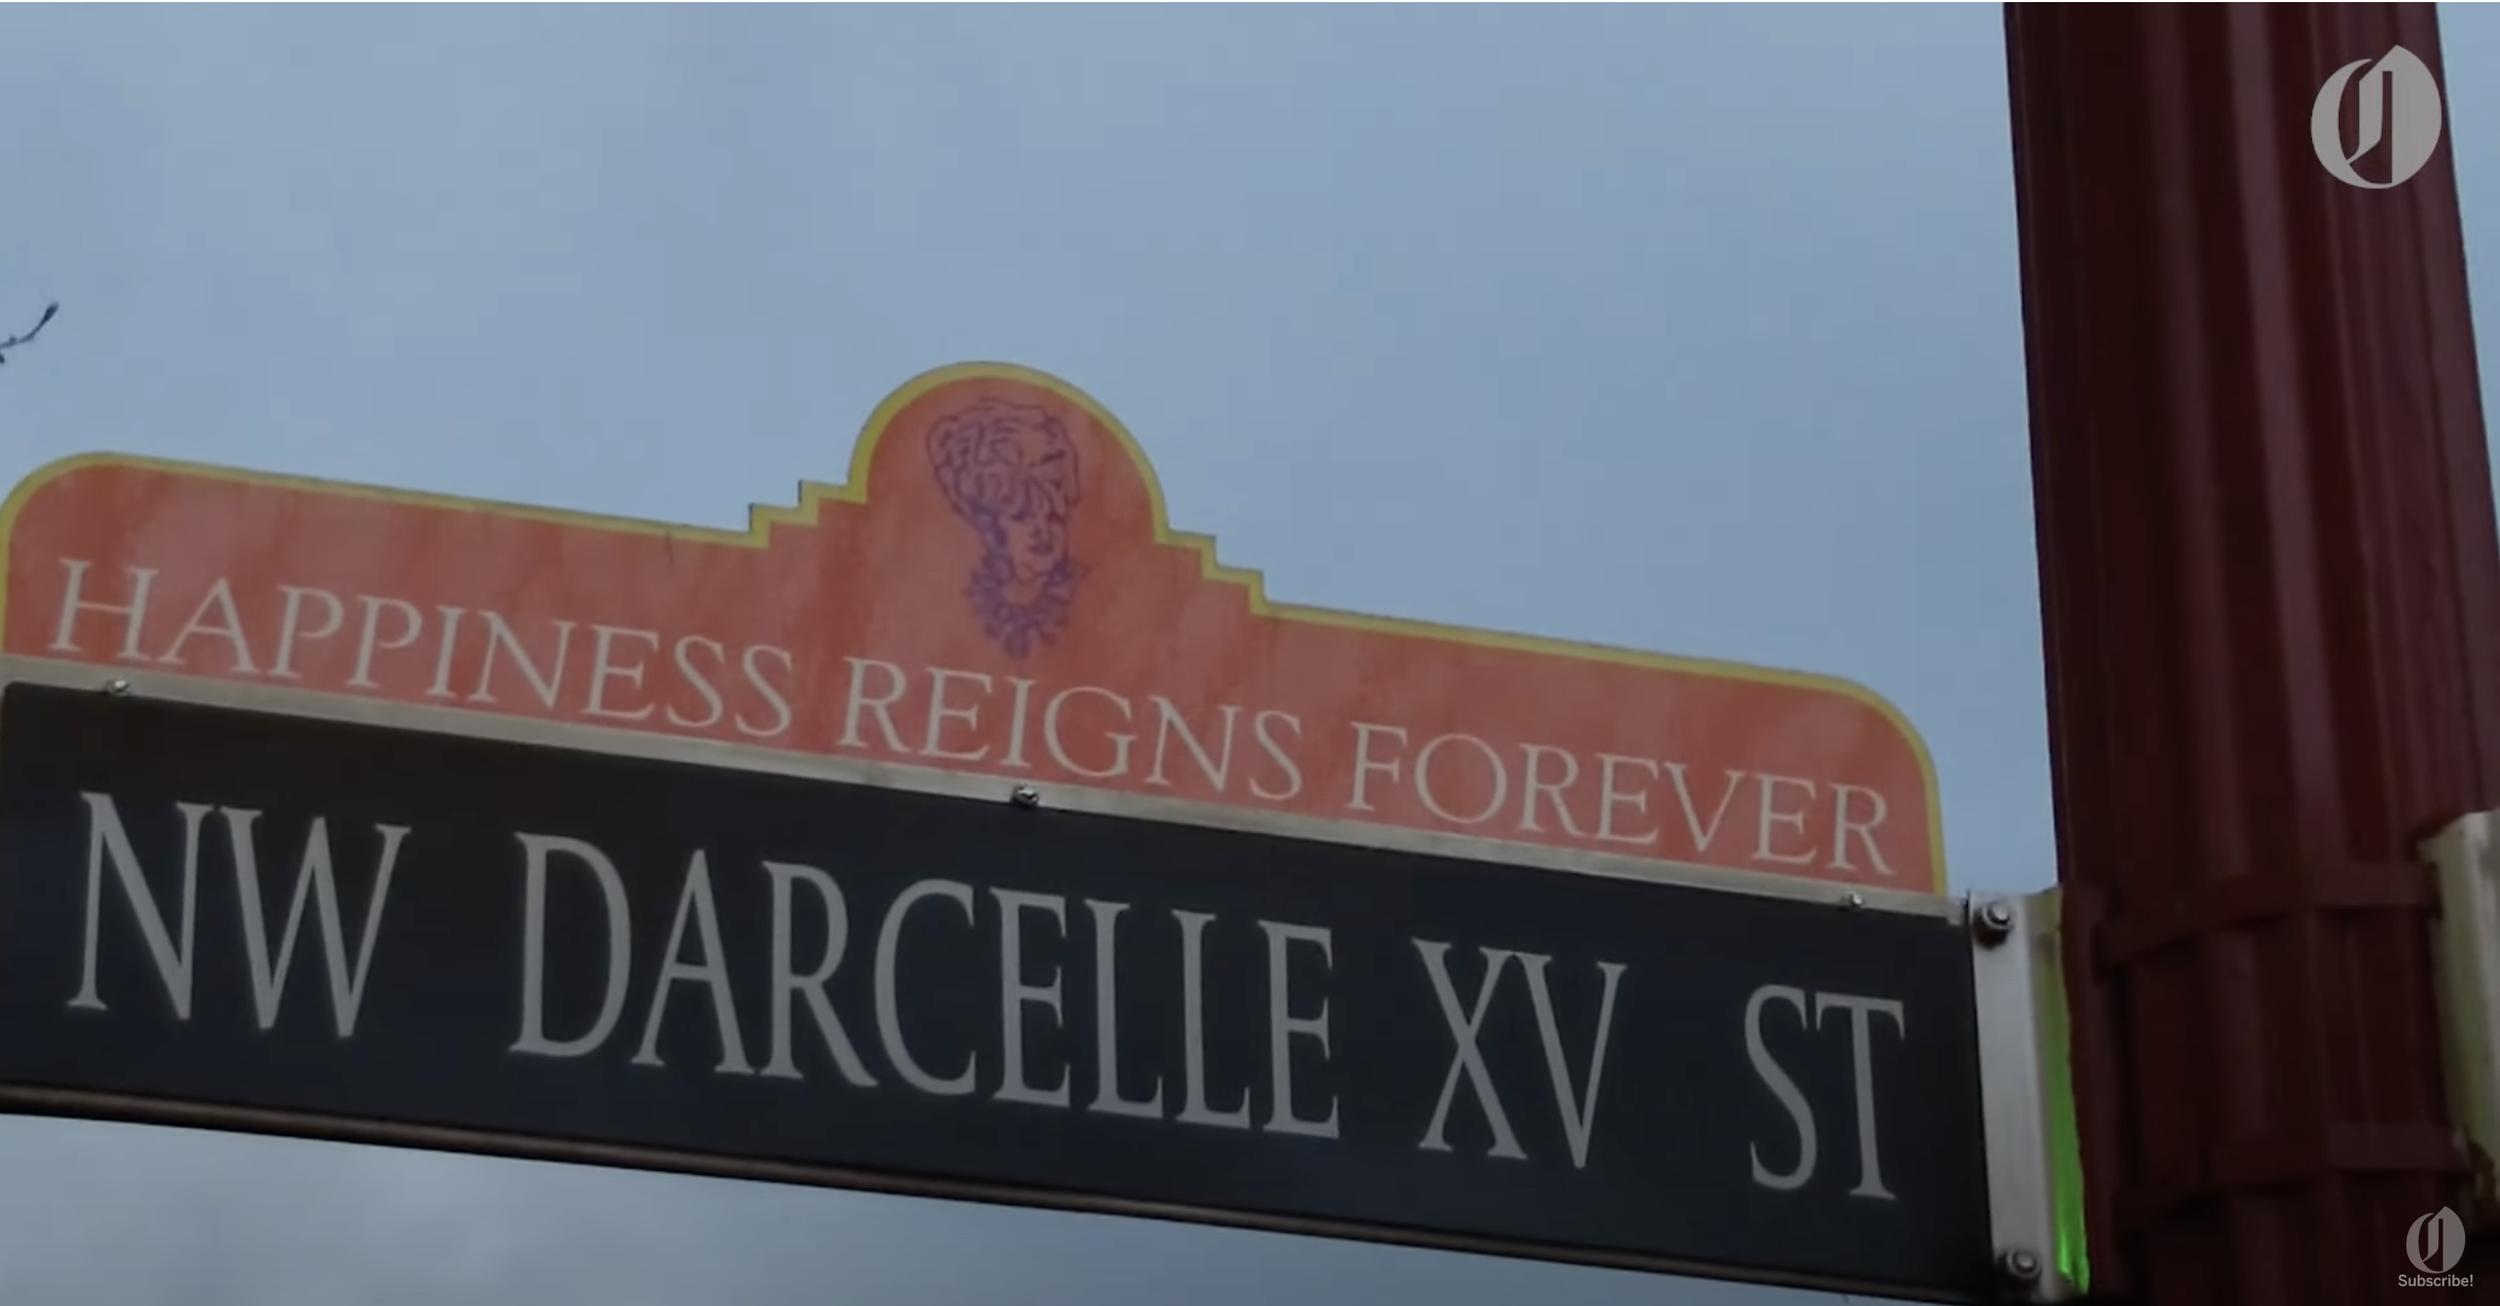 HAPPINESS REIGNS FOREVER
NW DARCELLE XV ST
Subscribe!